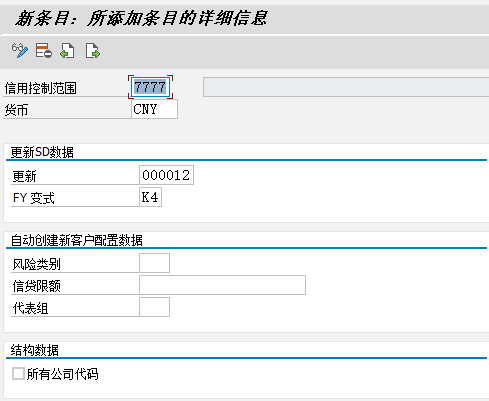 新条目：所添加条目的详细信息
信用控制范围 7777
货币 CNY
更新SD数据
更新 000012
FY 变式 K4
自动创建新客户配置数据
风险类别
信贷限额
代表组
结构数据
所有公司代码